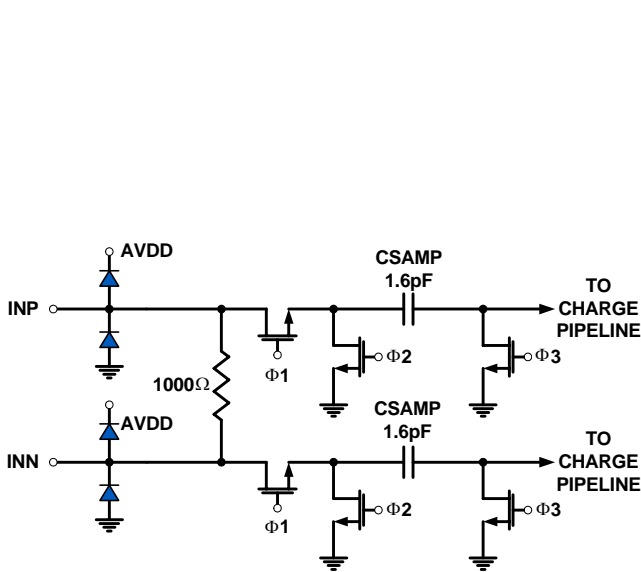 AVDD
CSAMP
1.6pF
TO
CHARGE
PIPELINE
INP
Φ1
Φ2
Φ3
1000Ω
AVDD
CSAMP
1.6pF
TO
CHARGE
PIPELINE
INN
Φ1
Φ2
Φ3